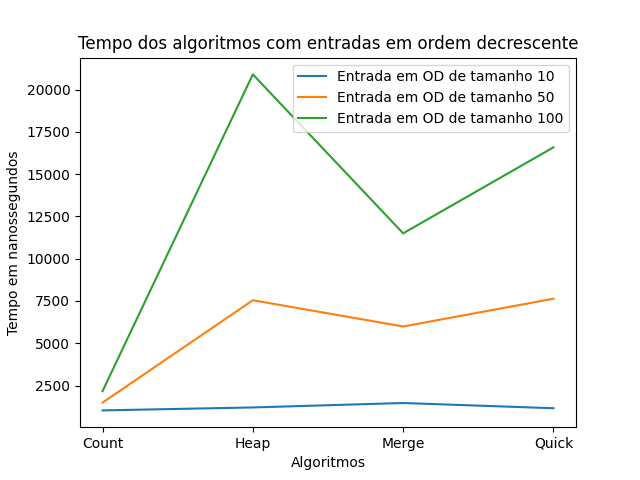 Tempo dos algoritmos com entradas em ordem decrescente
Entrada em OD de tamanho 10
Entrada em OD de tamanho 50
Entrada em OD de tamanho 100
Tempo em nanossegundos
20000
17500
15000
12500
10000
7500
5000
2500
Count Heap Merge Quick
Algoritmos